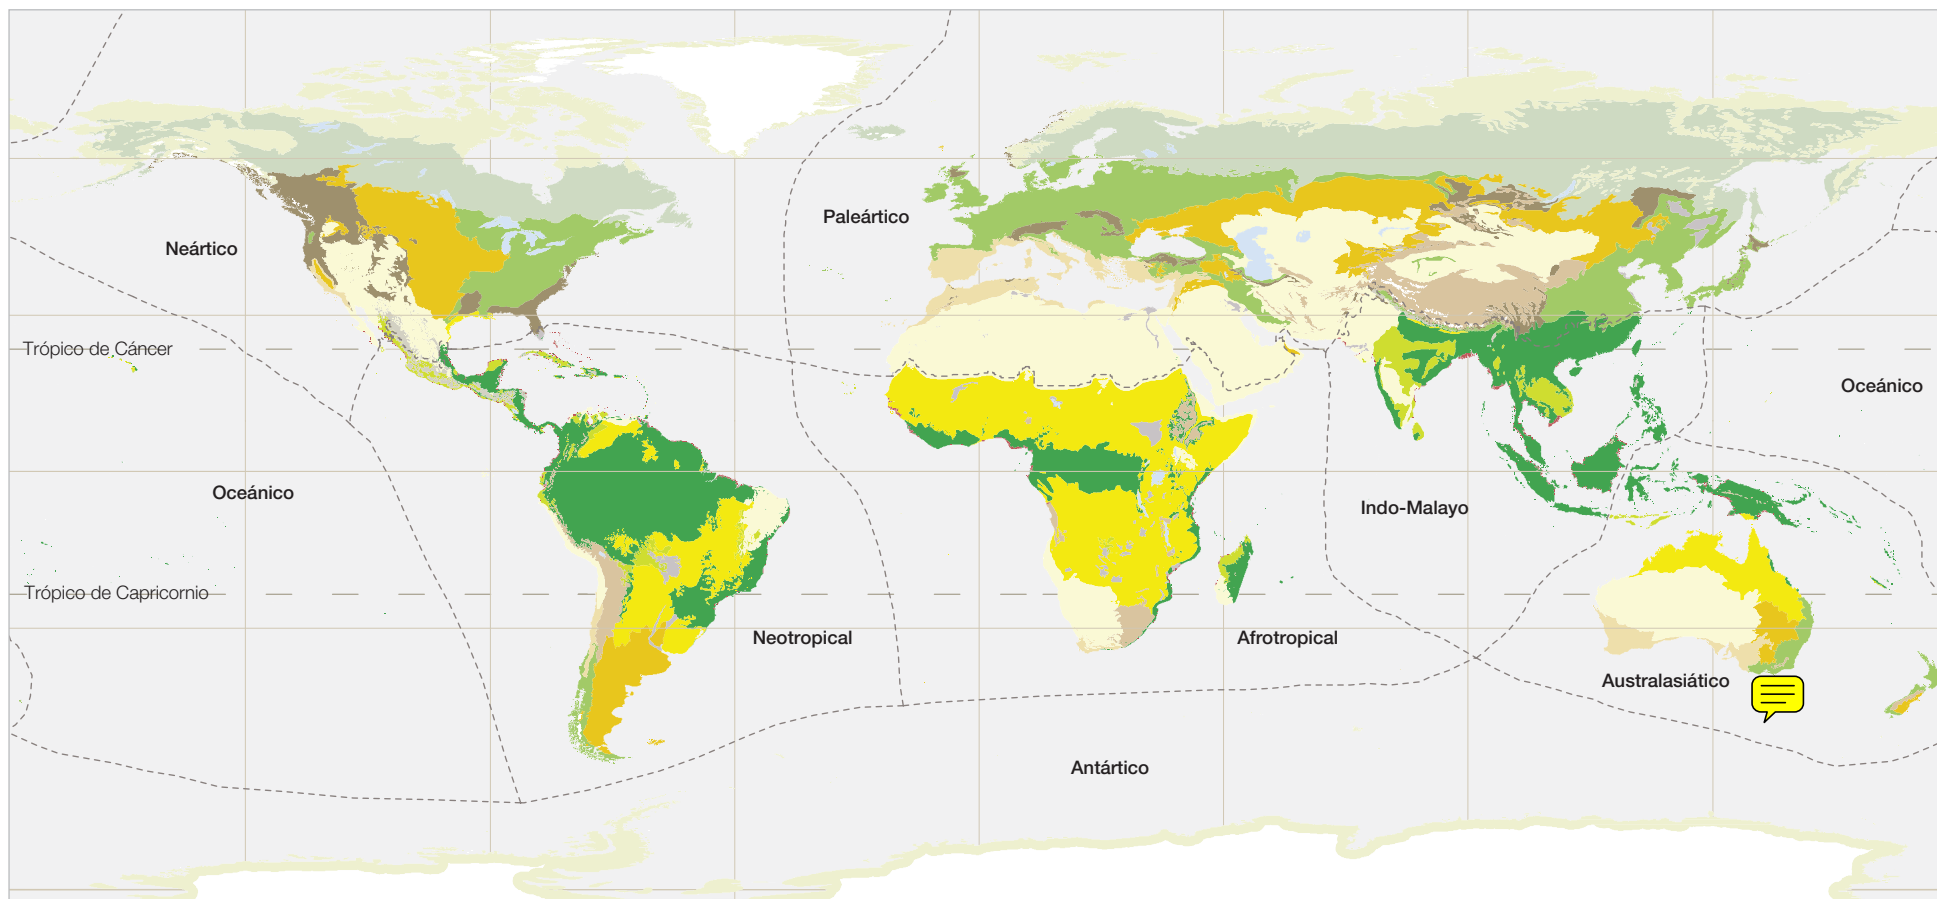 Paleártico
Neártico
Trópico de Cáncer
Oceánico
Oceánico
Indo-Malayo
Trópico de Capricornio
Neotropical
Afrotropical
Australasiático
Antártico